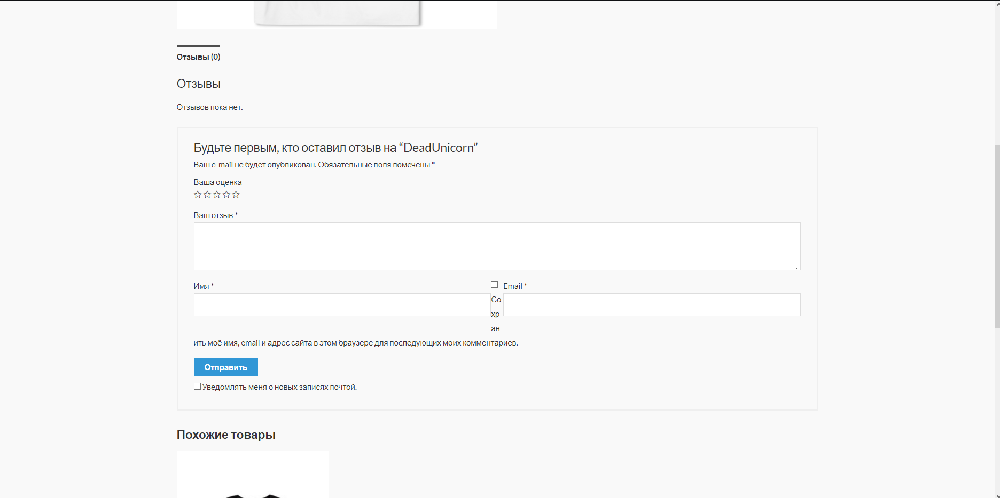 Отзывы (0)
Отзывы
Отзывов пока нет.
Будьте первым, кто оставил отзыв на “DeadUnicorn”
Ваш e-mail не будет опубликован. Обязательные поля помечены *
Ваша оценка
Ваш отзыв *
Имя *
Email *
Со
хр
ан
ить моё имя, email и адрес сайта в этом браузере для последующих моих комментариев.
Отправить
Уведомлять меня о новых записях почтой.
Похожие товары